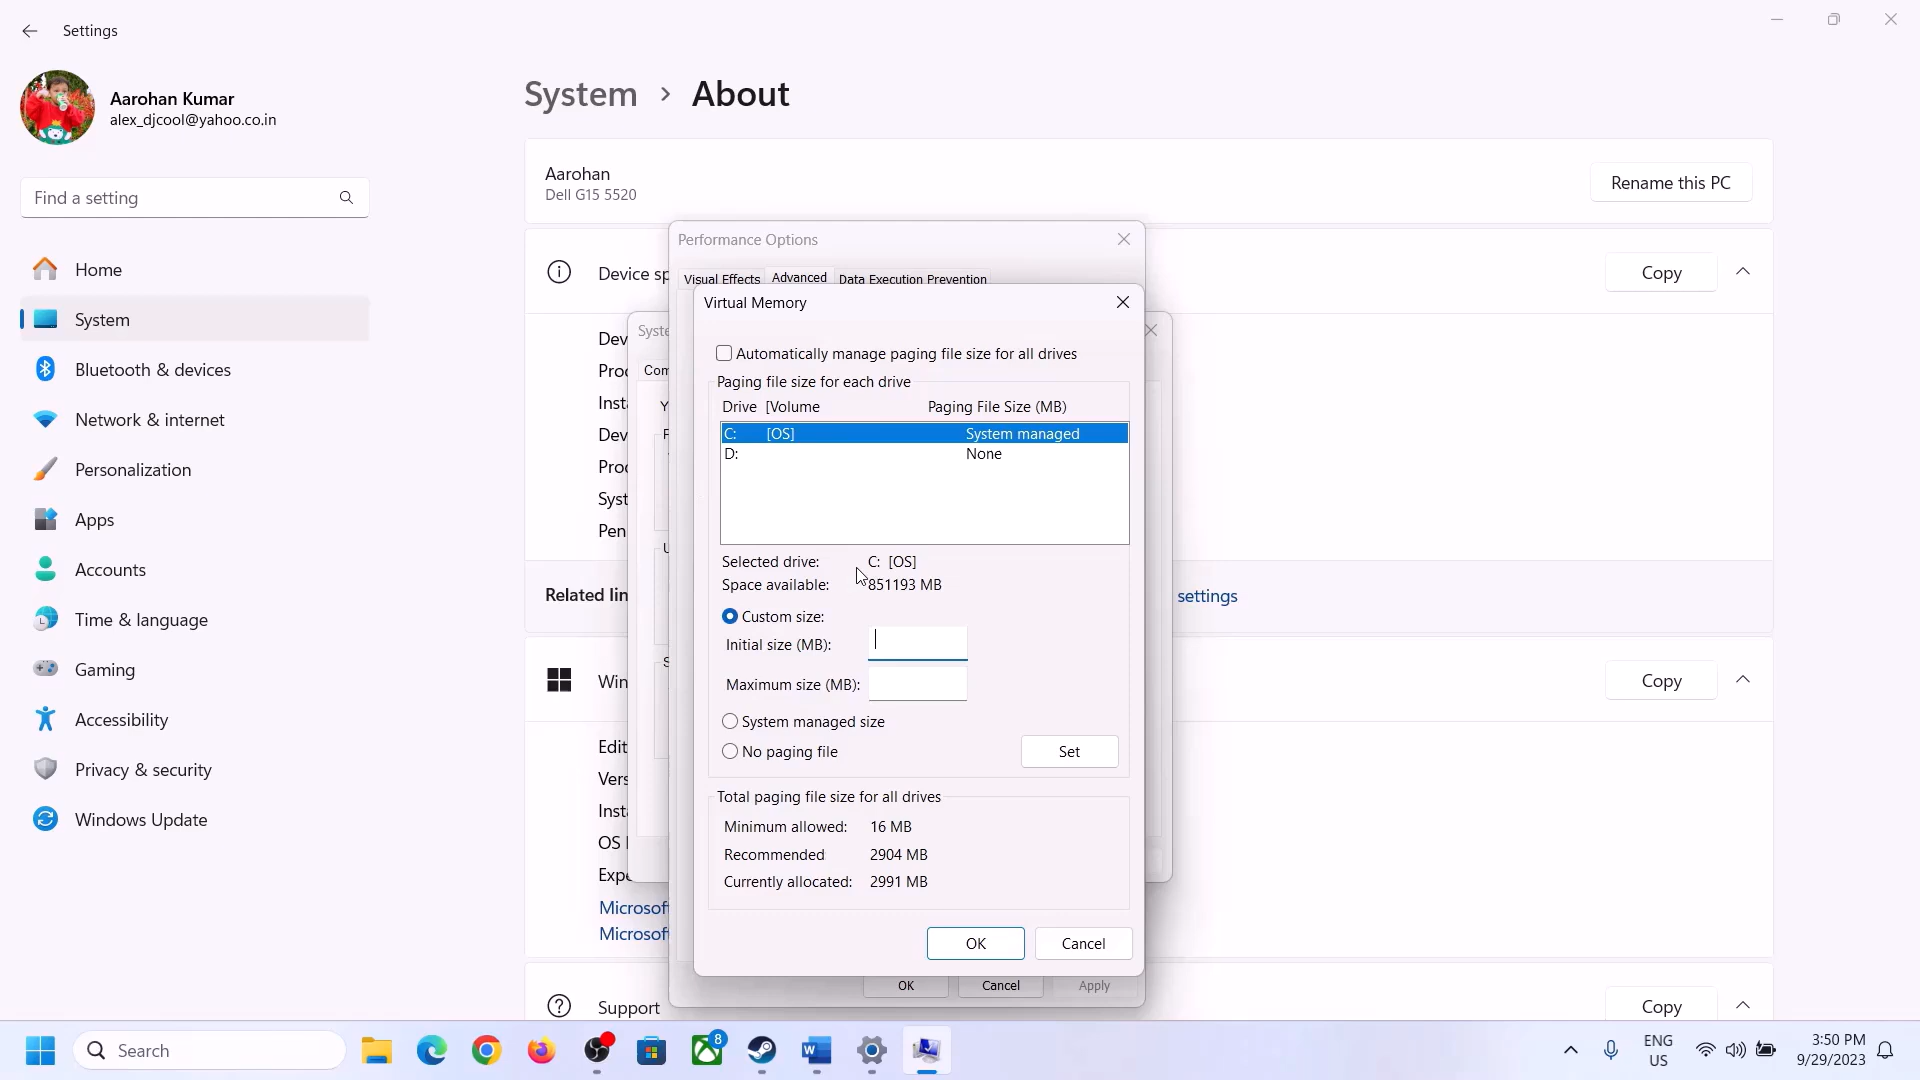 Settings
Aarohan Kumar
alex_djcool@yahoo.co.in
Find a setting
Home
System
Bluetooth & devices
Network & internet
Personalization
Apps
Accounts
Time & language
Gaming
Accessibility
Privacy & security
Windows Update
System > About
Aarohan
Dell G15 5520
Rename this PC
Device sp
Copy
Dev
Proc
Insta
Dev
Proc
Syst
Pen
Related lin
settings
Win
Copy
Edit
Vers
Insta
OS
Expe
Microsof
Microsof
Support
Copy
Syste
Com
Y
Performance Options
Visual Effects
Advanced
Data Execution Prevention
Virtual Memory
Automatically manage paging file size for all drives
Paging file size for each drive
Drive [Volume Paging File Size (MB)
C: [OS] System managed
D: None
Selected drive: C: [OS]
Space available: 851193 MB
Custom size:
Initial size (MB):
Maximum size (MB):
System managed size
No paging file
Set
Total paging file size for all drives
Minimum allowed: 16 MB
Recommended 2904 MB
Currently allocated: 2991 MB
OK
Cancel
OK
Cancel
Apply
Search
8
ENG
US
3:50 PM
9/29/2023